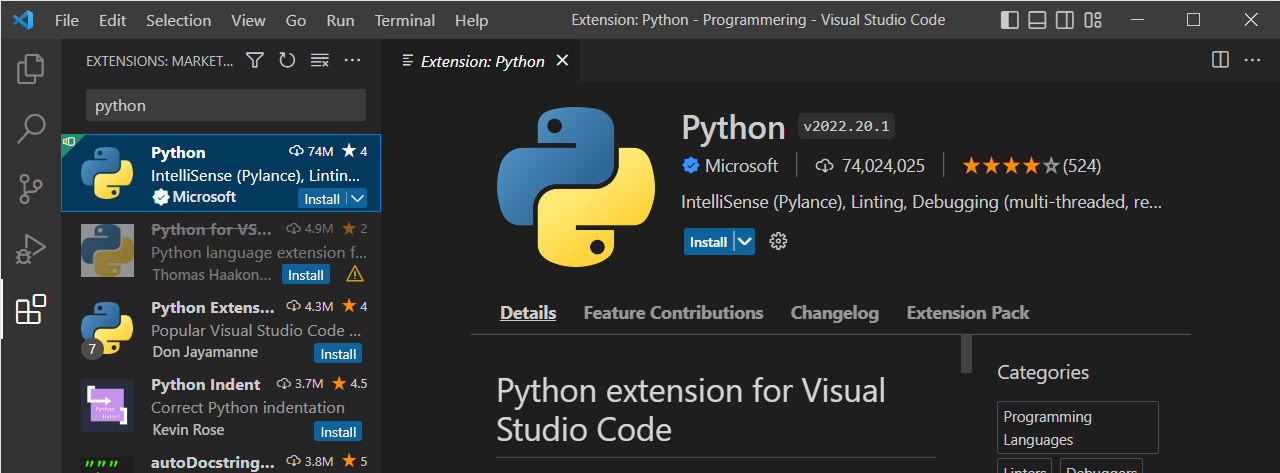 File Edit Selection View Go Run Terminal Help Extension: Python - Programmering - Visual Studio Code
EXTENSIONS: MARKET...
python
Python 74M 4
IntelliSense (Pylance), Lintin...
Microsoft Install
Python for VS... 4.9M 2
Python language extension f...
Thomas Haakon... Install
Python Exten... 4.3M 4
Popular Visual Studio Code ...
7 Don Jayamanne Install
Python Indent 3.7M 4.5
Python Indent
Correct Python indentation
Kevin Rose Install
autoDocstring... 3.8M 5
"""
Extension: Python
Python v2022.20.1
Microsoft 74,024,025 (524)
IntelliSense (Pylance), Linting, Debugging (multi-threaded, re...
Install
Details Feature Contributions Changelog Extension Pack
Python extension for Visual
Studio Code
Categories
Programming
Languages
Linters Debuggers